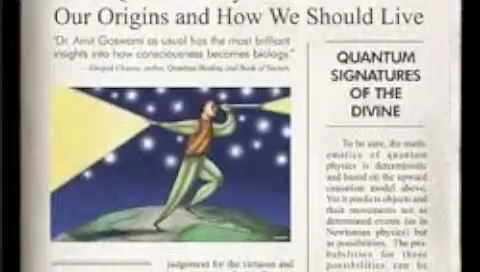 Our Origins and How We Should Live
"Dr. Amit Goswami as usual has the most brilliant
insights into how consciousness becomes biology."
—Deepak Chopra, author, Quantum Healing and Book of Secrets
QUANTUM
SIGNATURES
OF THE
DIVINE
To be sure, the math-
ematics of quantum
physics is deterministic
and based on the upward
causation model above.
Yet it predicts objects and
their movements not as
determined events (as in
Newtonian physics) but
as possibilities. The pro-
babilities for these
possibilities can be
judgement for the virtuous and